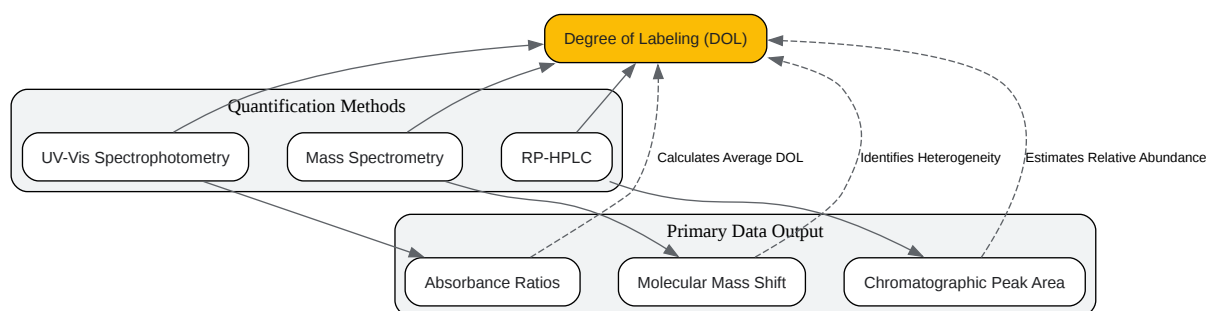 Degree of Labeling (DOL)
Quantification Methods
UV-Vis Spectrophotometry
Mass Spectrometry
RP-HPLC
Calculates Average DOL
Identifies Heterogeneity
Estimates Relative Abundance
Primary Data Output
Absorbance Ratios
Molecular Mass Shift
Chromatographic Peak Area